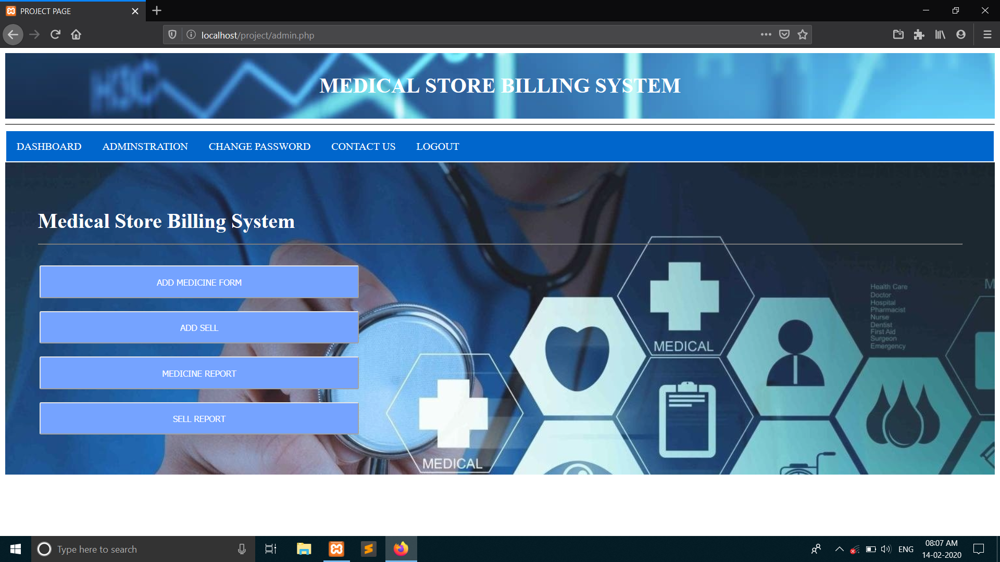 PROJECT PAGE
localhost/project/admin.php
H3C
MEDICAL STORE BILLING SYSTEM
DASHBOARD ADMINSTRATION CHANGE PASSWORD CONTACT US LOGOUT
Medical Store Billing System
ADD MEDICINE FORM
ADD SELL
MEDICINE REPORT
SELL REPORT
MEDICAL
MEDICAL
Health Care
Doctor
Hospital
Pharmacist
Nurse
Dentist
First Aid
Surgeon
Emergency
Type here to search
ENG
08:07 AM
14-02-2020